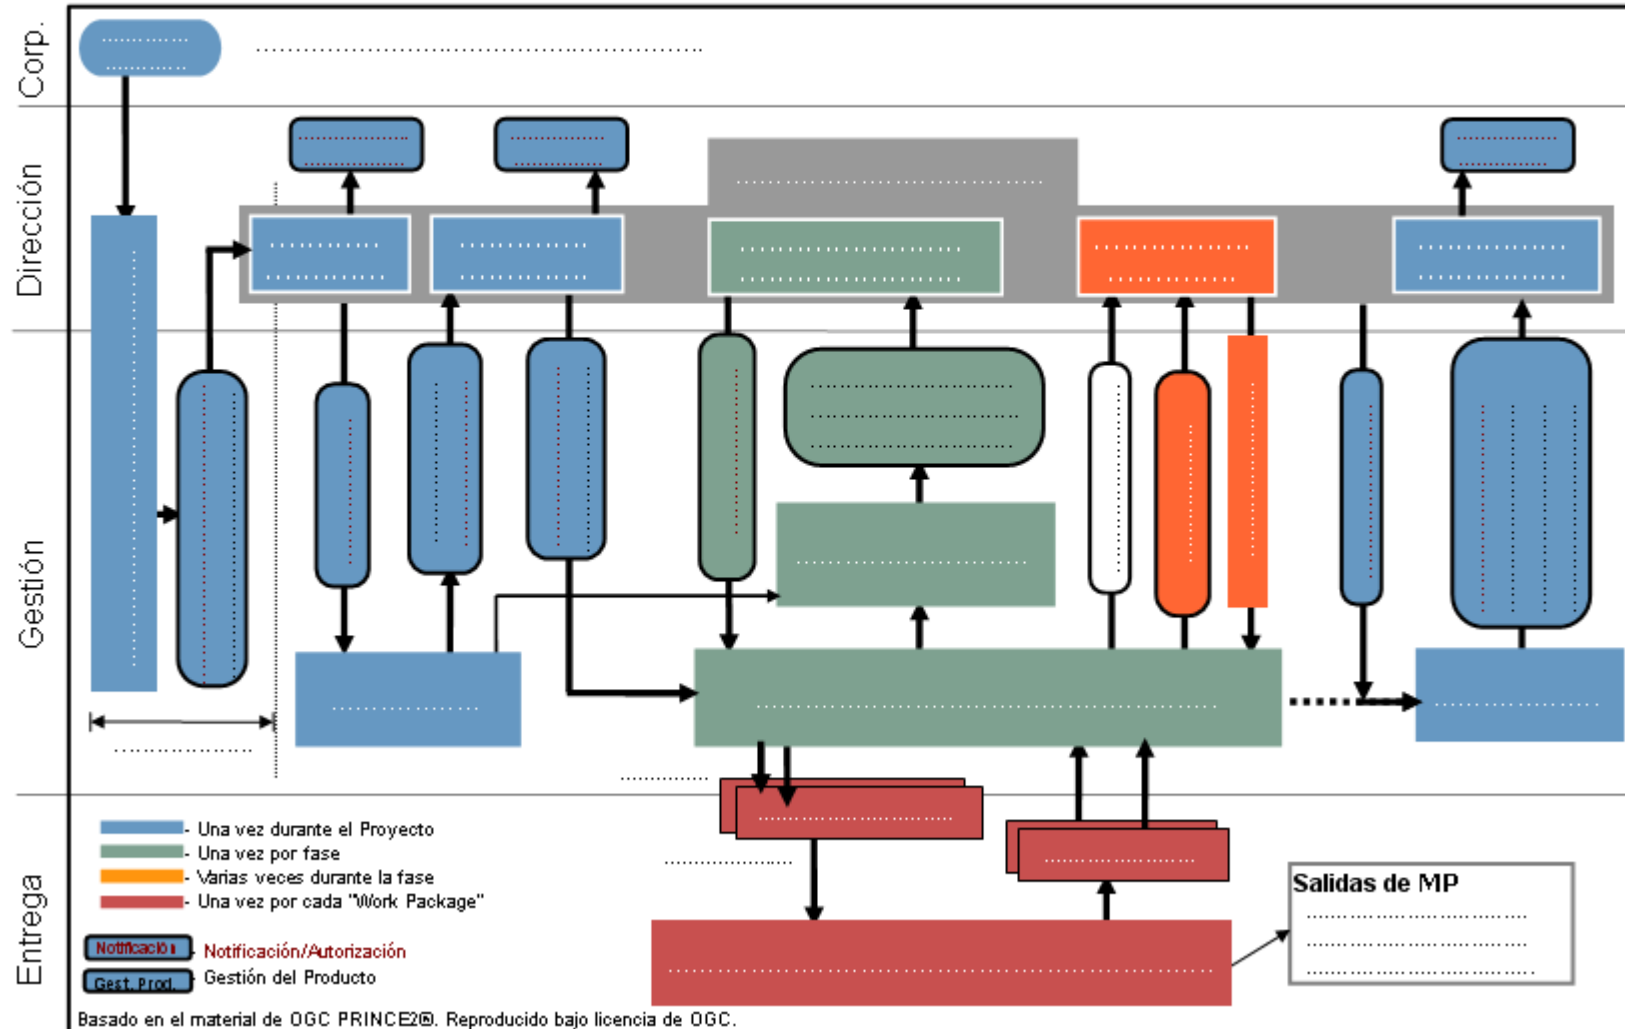 Corp.
Dirección
Gestión
Entrega
- Una vez durante el Proyecto
- Una vez por fase
- Varias veces durante la fase
- Una vez por cada "Work Package"
Notificación - Notificación/Autorización
Gest. Prod. - Gestión del Producto
Salidas de MP
Basado en el material de OGC PRINCE2®. Reproducido bajo licencia de OGC.